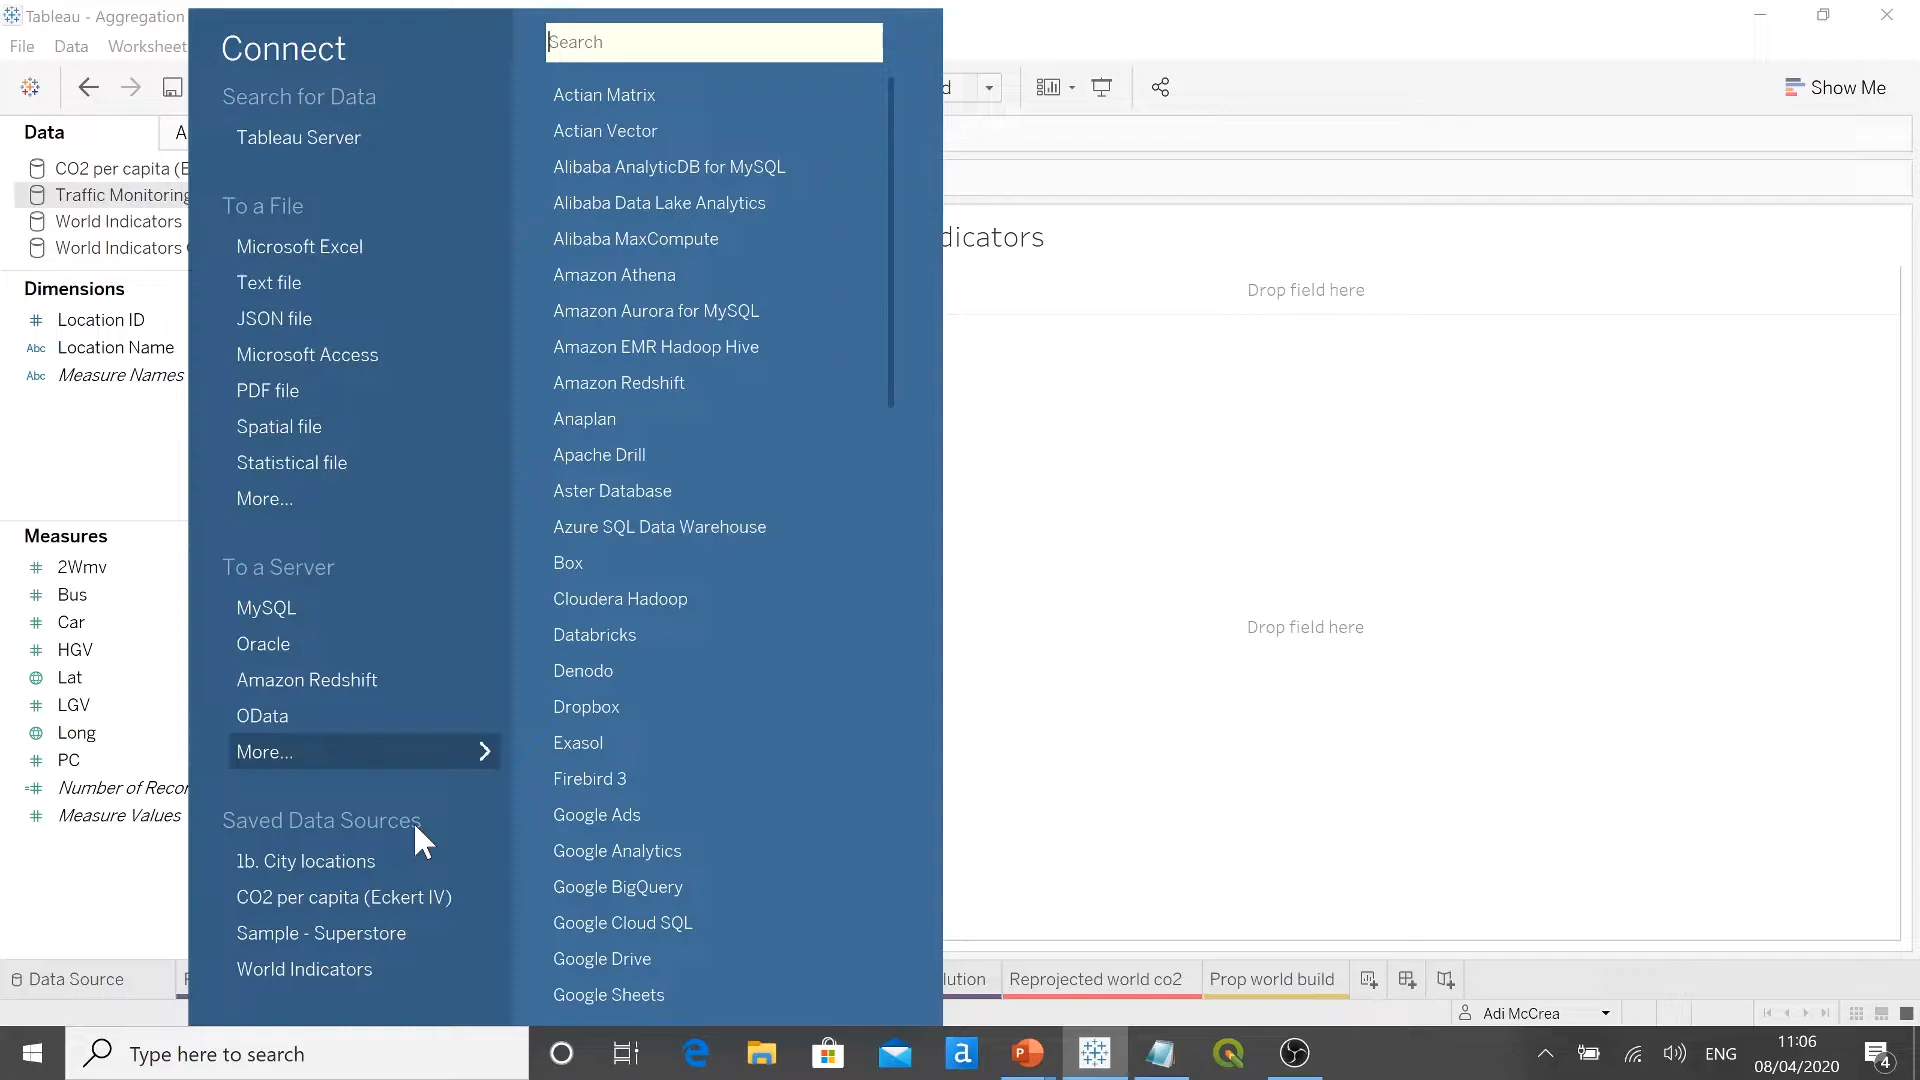 Tableau - Aggregation
File Data Worksheet
Show Me
Data
CO2 per capita (E
Traffic Monitoring
World Indicators
World Indicators
Dimensions
# Location ID
Abc Location Name
Abc Measure Names
Measures
# 2Wmv
# Bus
# Car
# HGV
Lat
# LGV
Long
# PC
=# Number of Recor
# Measure Values
Connect
Search for Data
Tableau Server
To a File
Microsoft Excel
Text file
JSON file
Microsoft Access
PDF file
Spatial file
Statistical file
More...
To a Server
MySQL
Oracle
Amazon Redshift
OData
More...
Saved Data Sources
1b. City locations
CO2 per capita (Eckert IV)
Sample - Superstore
World Indicators
Search
Actian Matrix
Actian Vector
Alibaba AnalyticDB for MySQL
Alibaba Data Lake Analytics
Alibaba MaxCompute
Amazon Athena
Amazon Aurora for MySQL
Amazon EMR Hadoop Hive
Amazon Redshift
Anaplan
Apache Drill
Aster Database
Azure SQL Data Warehouse
Box
Cloudera Hadoop
Databricks
Denodo
Dropbox
Exasol
Firebird 3
Google Ads
Google Analytics
Google BigQuery
Google Cloud SQL
Google Drive
Google Sheets
dicators
Drop field here
Drop field here
Data Source
lution
Reprojected world co2
Prop world build
Adi McCrea
Type here to search
ENG
11:06
08/04/2020
4